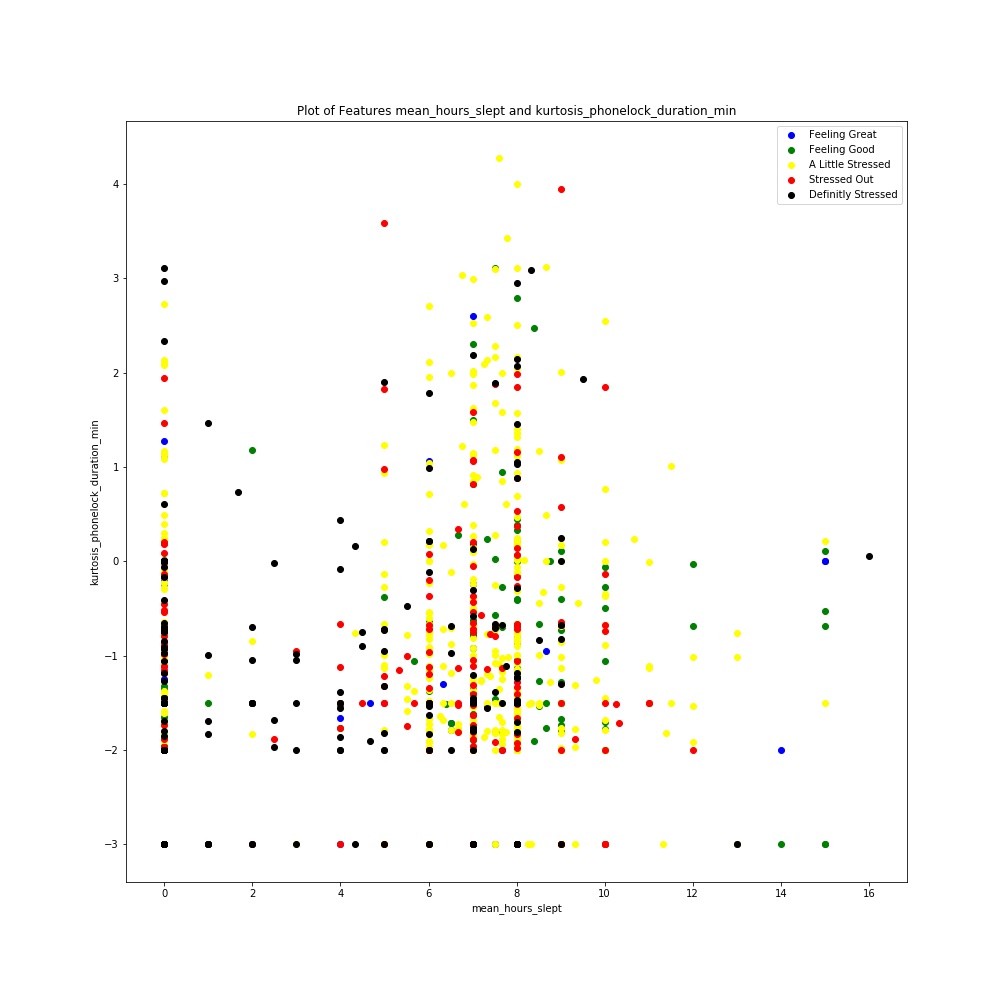 Plot of Features mean_hours_slept and kurtosis_phonelock_duration_min
Feeling Great
Feeling Good
A Little Stressed
Stressed Out
Definitly Stressed
kurtosis_phonelock_duration_min
4
3
2
1
0
−1
−2
−3
0 2 4 6 8 10 12 14 16
mean_hours_slept